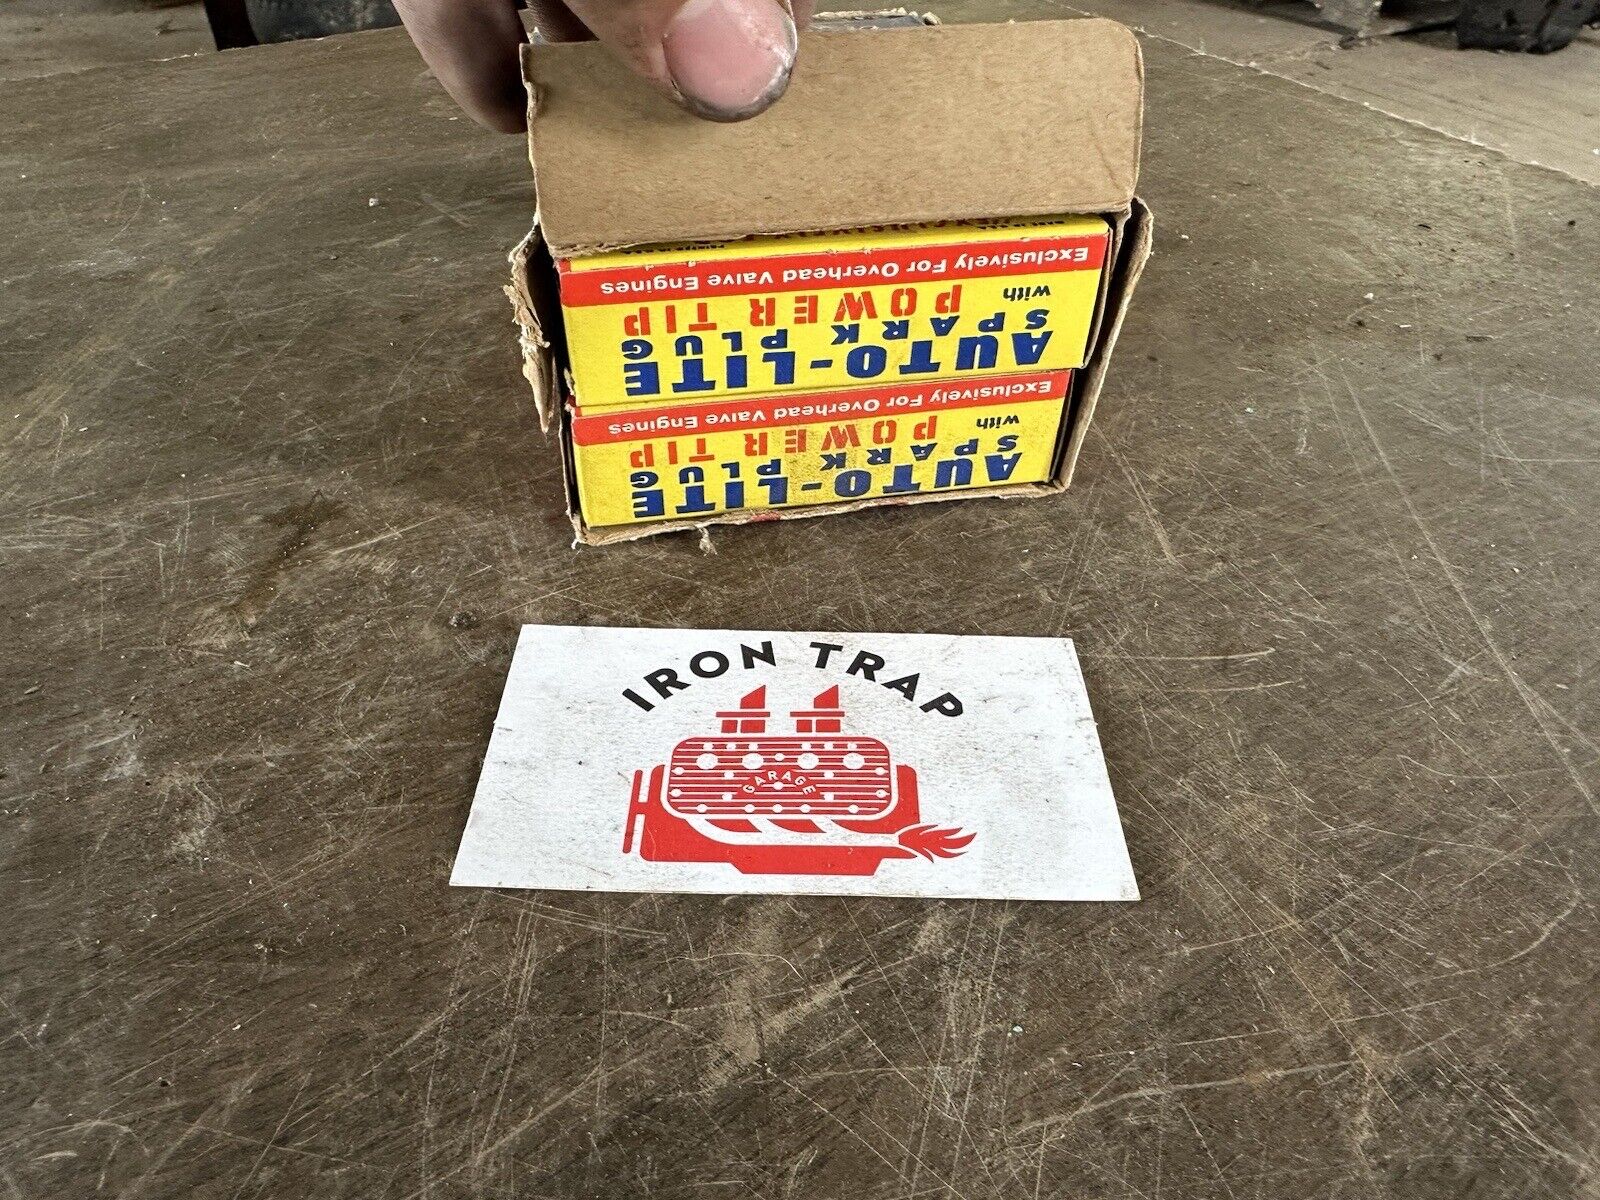 AUTO-LITE
SPARK PLUG
with POWER TIP
Exclusively For Overhead Valve Engines
AUTO-LITE
SPARK PLUG
with POWER TIP
Exclusively For Overhead Valve Engines
IRON TRAP
GARAGE